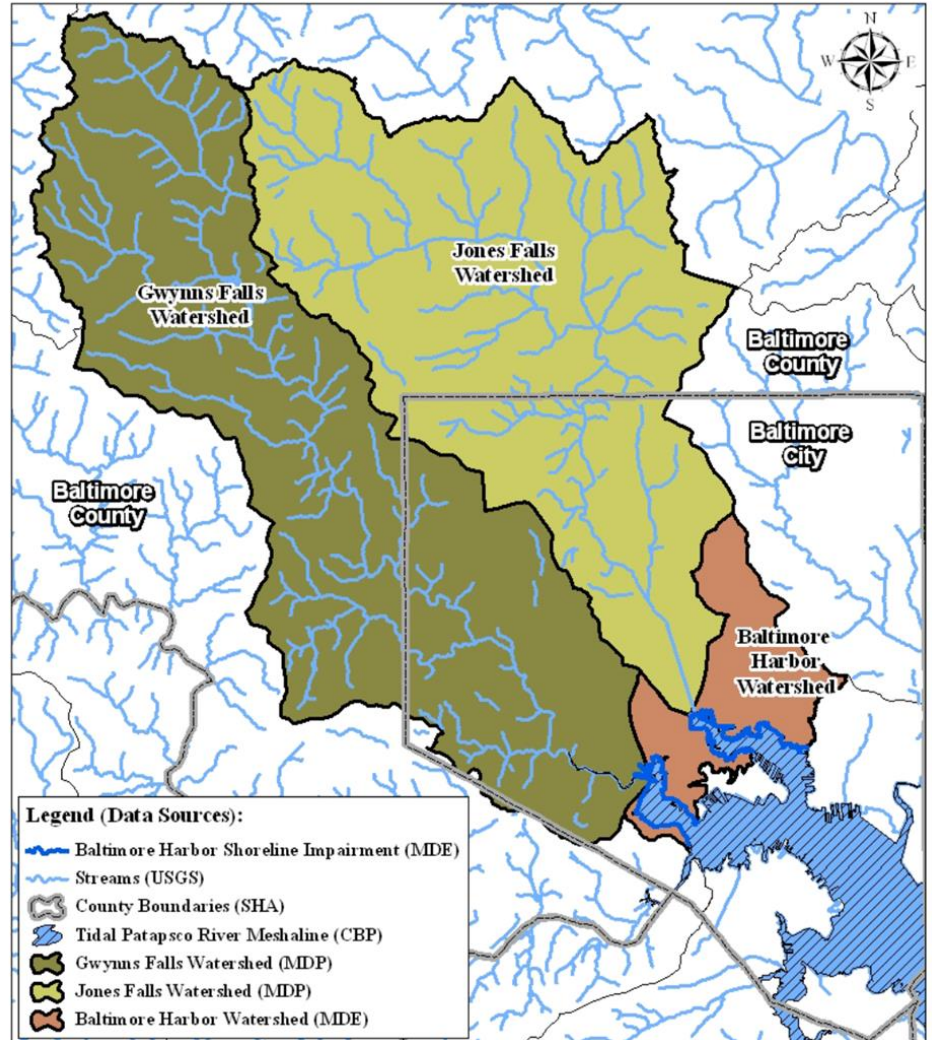 N
W E
S
Jones Falls
Watershed
Gwynns Falls
Watershed
Baltimore
County
Baltimore
City
Baltimore
County
Baltimore
Harbor
Watershed
Legend (Data Sources):
Baltimore Harbor Shoreline Impairment (MDE)
Streams (USGS)
County Boundaries (SHA)
Tidal Patapsco River Meshaline (CBP)
Gwynns Falls Watershed (MDP)
Jones Falls Watershed (MDP)
Baltimore Harbor Watershed (MDE)